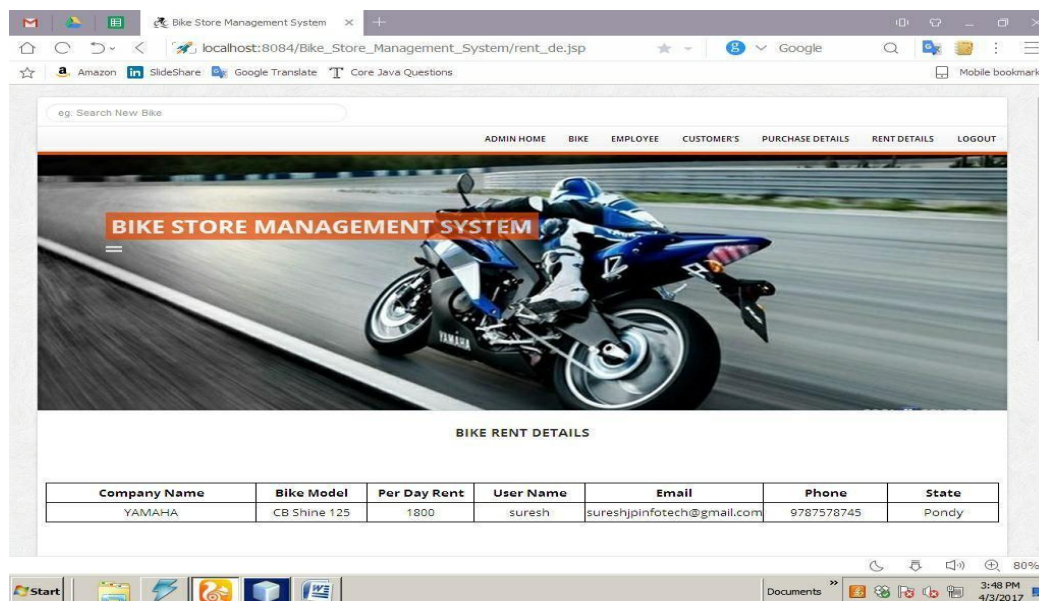 Bike Store Management System
localhost:8084/Bike_Store_Management_System/rent_de.jsp
Google
Amazon SlideShare Google Translate Core Java Questions
Mobile bookmark
eg. Search New Bike
ADMIN HOME BIKE EMPLOYEE CUSTOMER'S PURCHASE DETAILS RENT DETAILS LOGOUT
BIKE STORE MANAGEMENT SYSTEM
YAMAHA
BIKE RENT DETAILS
Company Name Bike Model Per Day Rent User Name Email Phone State
YAMAHA CB Shine 125 1800 suresh sureshjpinfotech@gmail.com 9787578745 Pondy
80%
Start
Documents
3:48 PM
4/3/2017